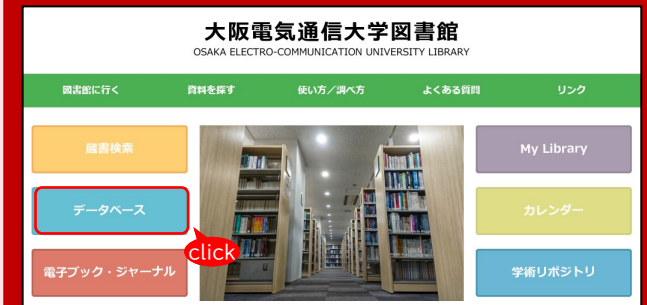 大阪電気通信大学図書館
OSAKA ELECTRO-COMMUNICATION UNIVERSITY LIBRARY
図書館に行く 資料を探す 使い方／調べ方 よくある質問 リンク
蔵書検索
My Library
データベース
カレンダー
click
電子ブック・ジャーナル
学術リポジトリ